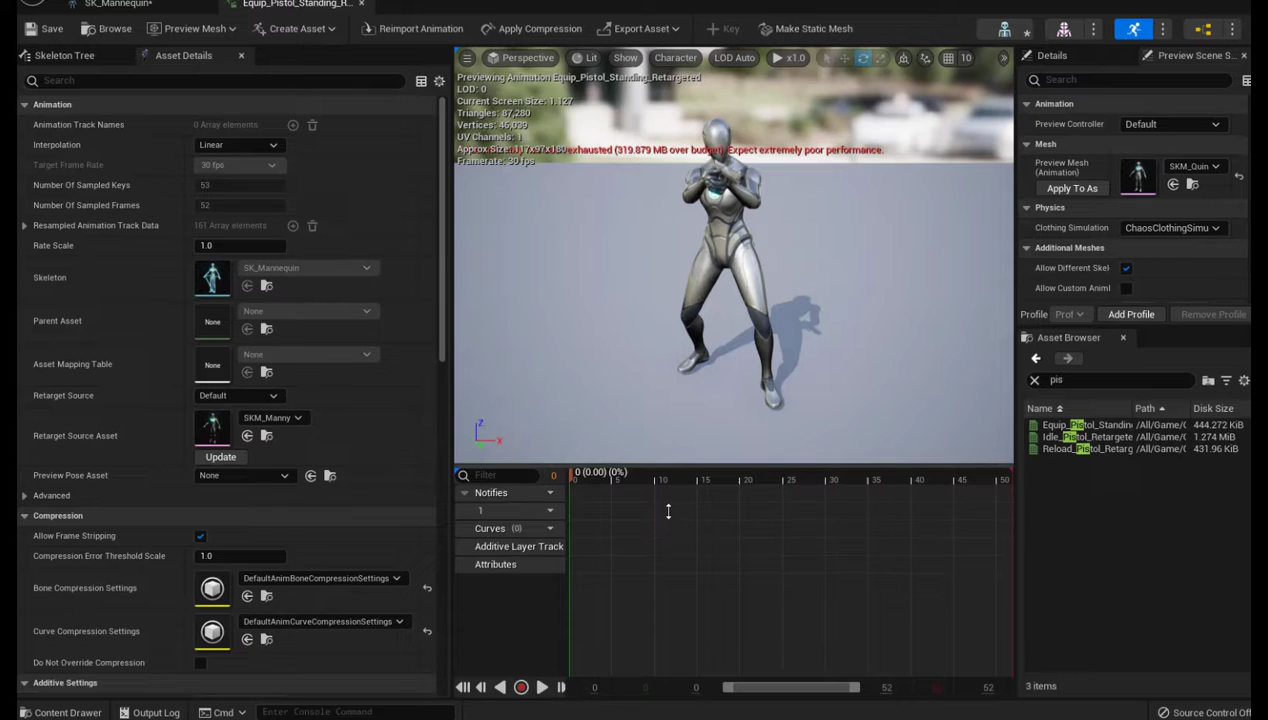 SK_Mannequin*
Equip_Pistol_Standing_R...
Save
Browse
Preview Mesh
Create Asset
Reimport Animation
Apply Compression
Export Asset
Key
Make Static Mesh
Skeleton Tree
Asset Details
Search
Animation
Animation Track Names
0 Array elements
Interpolation
Linear
Target Frame Rate
30 fps
Number Of Sampled Keys
53
Number Of Sampled Frames
52
Resampled Animation Track Data
151 Array elements
Rate Scale
1.0
Skeleton
SK_Mannequin
Parent Asset
None
None
Asset Mapping Table
None
None
Retarget Source
Default
Retarget Source Asset
SKM_Manny
Update
Preview Pose Asset
None
Advanced
Compression
Allow Frame Stripping
Compression Error Threshold Scale
1.0
Bone Compression Settings
DefaultAnimBoneCompressionSettings
Curve Compression Settings
DefaultAnimCurveCompressionSettings
Do Not Override Compression
Additive Settings
Perspective
Lit
Show
Character
LOD Auto
x1.0
10
Previewing Animation Equip_Pistol_Standing_Retargeted
LOD: 0
Current Screen Size: 1.127
Triangles: 87,280
Vertices: 46,039
UV Channels: 1
Approx Size: 117x97x180
exhausted (319.879 MB over budget). Expect extremely poor performance.
Framerate: 30 fps
Z
X
Filter
0
0 (0.00) (0%)
0 5 10 15 20 25 30 35 40 45 50
Notifies
1
Curves (0)
Additive Layer Track
Attributes
0
0
0
52
52
52
Details
Preview Scene S...
Search
Animation
Preview Controller
Default
Mesh
Preview Mesh
(Animation)
Apply To As
SKM_Quin
Physics
Clothing Simulation
ChaosClothingSimu
Additional Meshes
Allow Different Skel
Allow Custom AnimI
Profile
Prof
Add Profile
Remove Profile
Asset Browser
pis
Name
Path
Disk Size
Equip_Pistol_Standin /All/Game/( 444.272 KiB
Idle_Pistol_Retargete /All/Game/( 1.274 MiB
Reload_Pistol_Retarg /All/Game/( 431.96 KiB
3 items
Content Drawer
Output Log
Cmd
Enter Console Command
Source Control Off